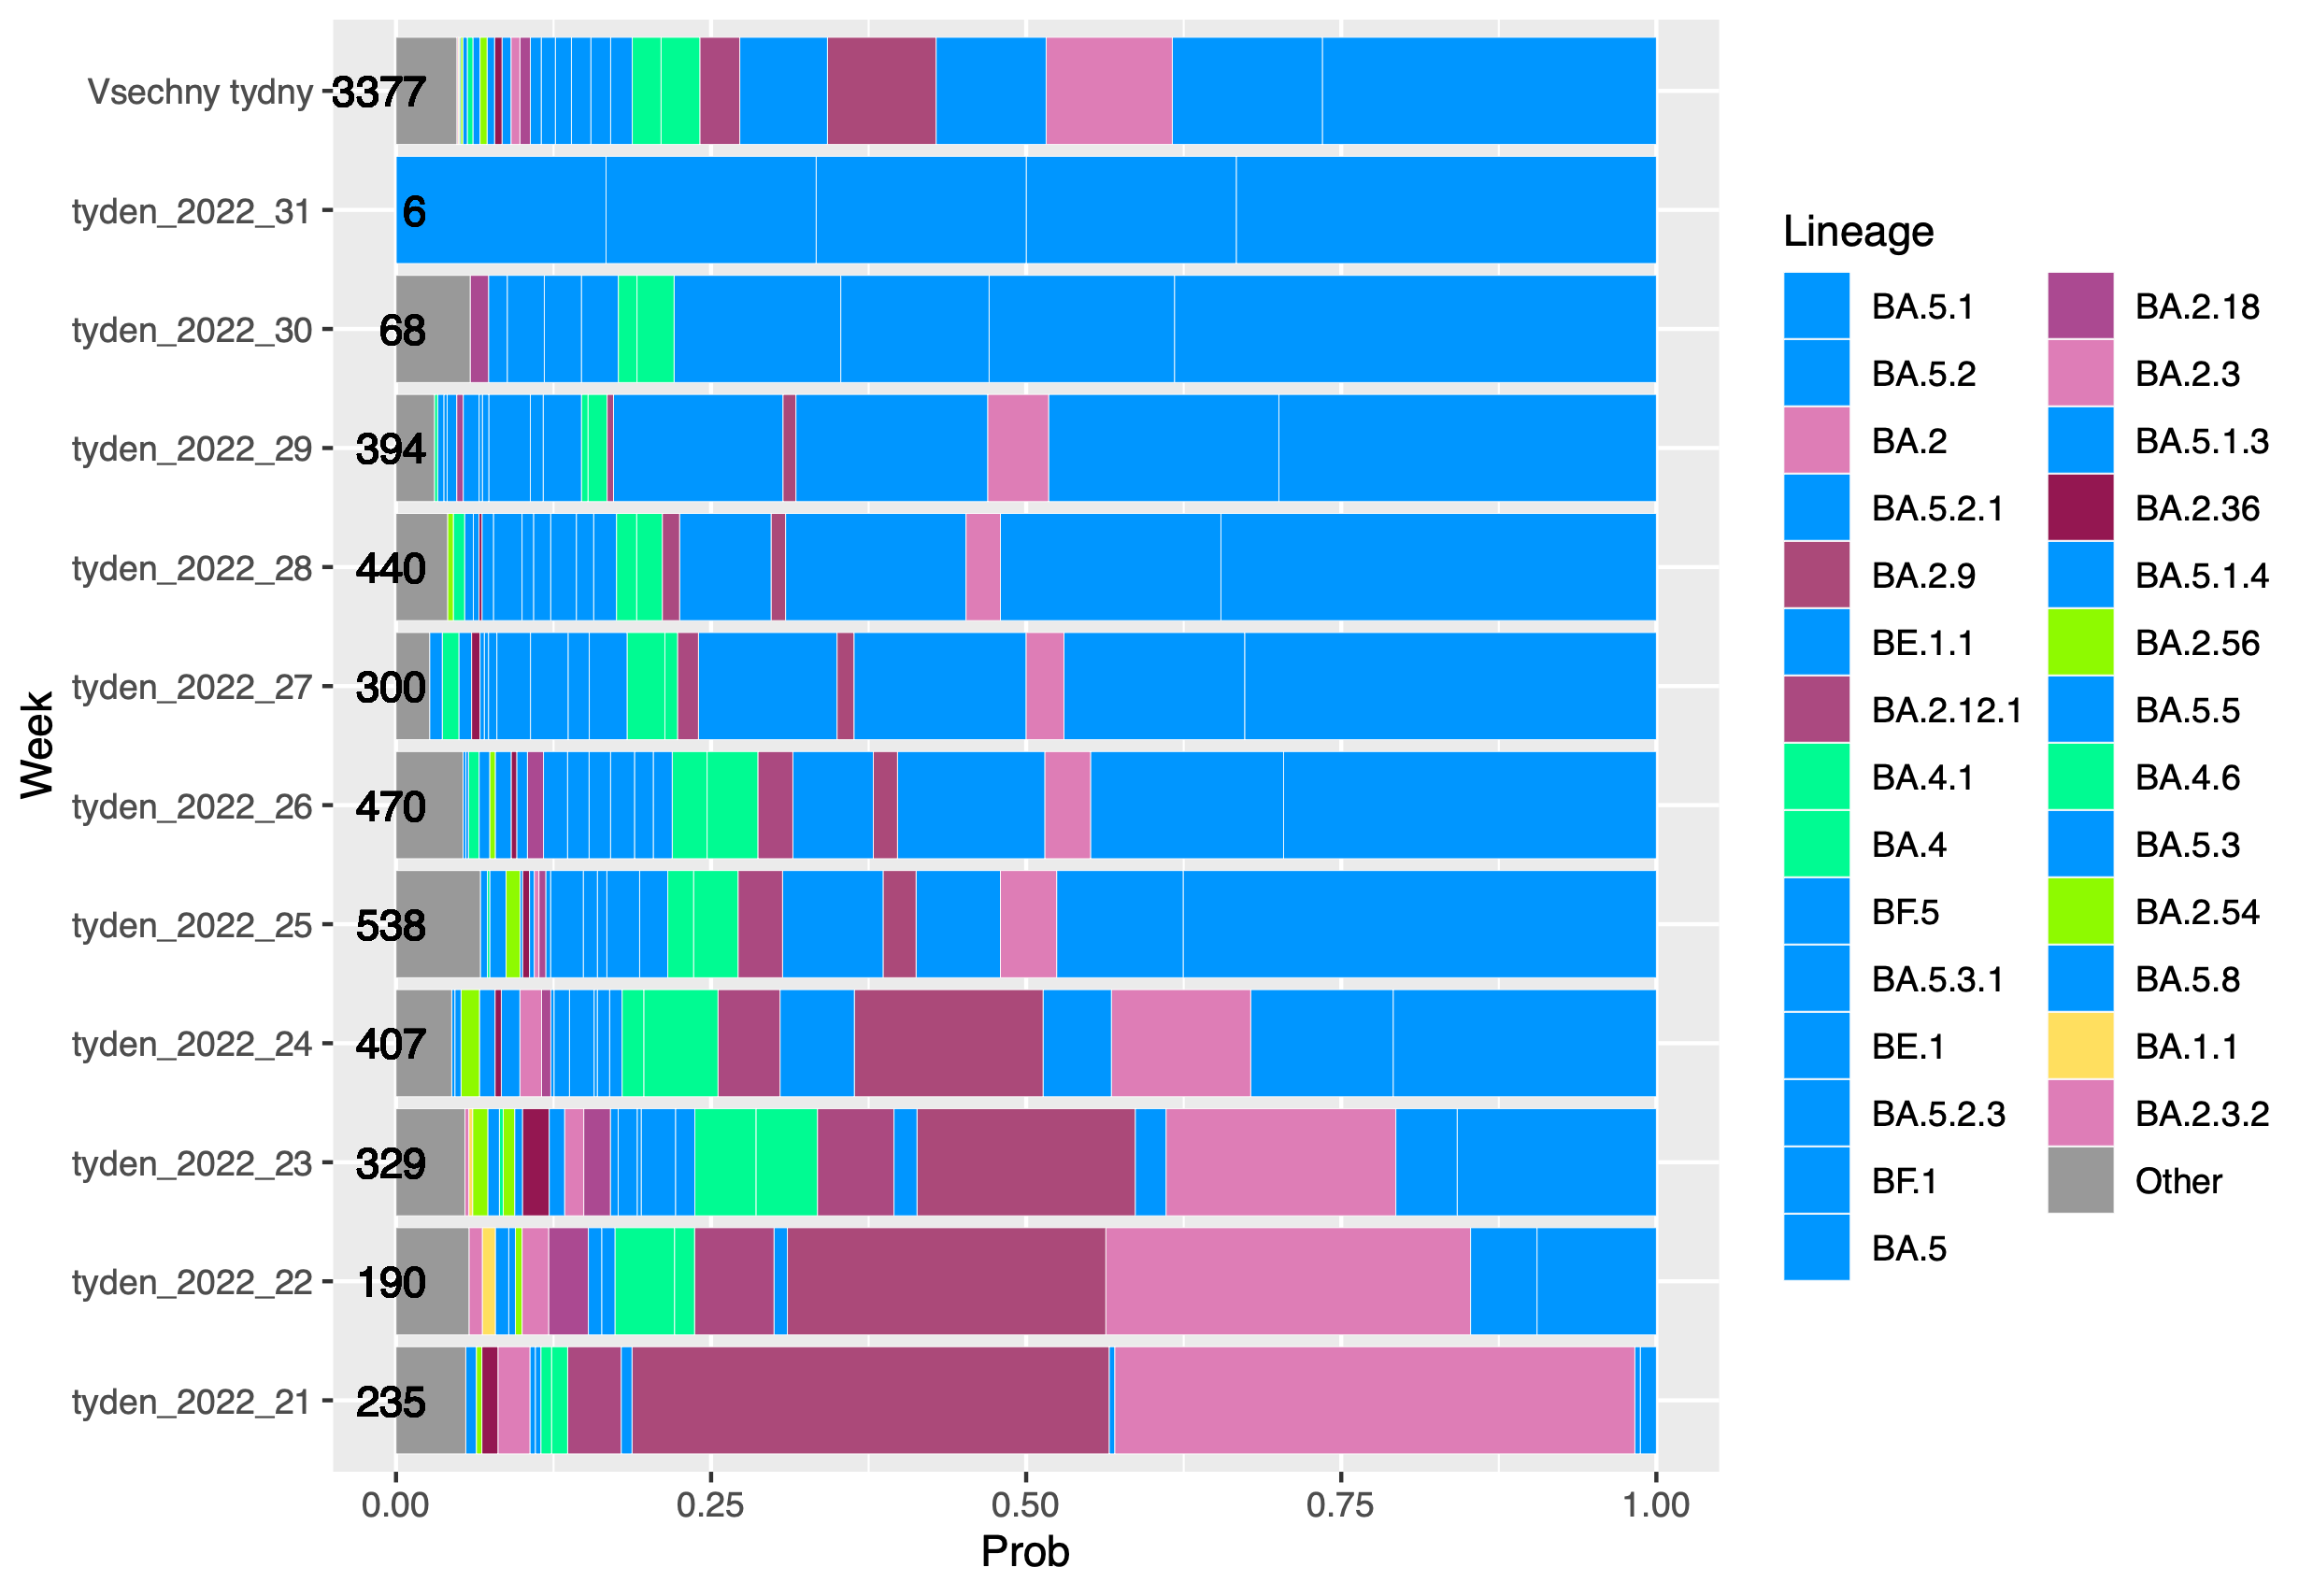 Vsechny tydny 3377
tyden_2022_31 6
tyden_2022_30 68
tyden_2022_29 394
tyden_2022_28 440
tyden_2022_27 300
tyden_2022_26 470
tyden_2022_25 538
tyden_2022_24 407
tyden_2022_23 329
tyden_2022_22 190
tyden_2022_21 235
Week
0.00 0.25 0.50 0.75 1.00
Prob
Lineage
BA.5.1
BA.5.2
BA.2
BA.5.2.1
BA.2.9
BE.1.1
BA.2.12.1
BA.4.1
BA.4
BF.5
BA.5.3.1
BE.1
BA.5.2.3
BF.1
BA.5
BA.2.18
BA.2.3
BA.5.1.3
BA.2.36
BA.5.1.4
BA.2.56
BA.5.5
BA.4.6
BA.5.3
BA.2.54
BA.5.8
BA.1.1
BA.2.3.2
Other